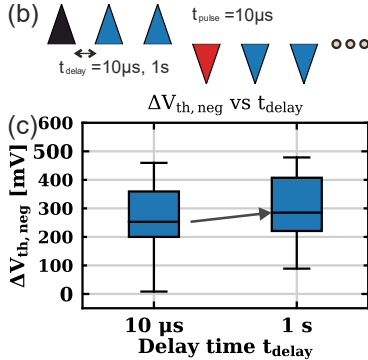 (b)
t_pulse =10µs
t_delay =10µs, 1s
ΔV_th,neg vs t_delay
(c)
600
500
400
300
200
100
0
ΔV_th,neg [mV]
10 µs
1 s
Delay time t_delay